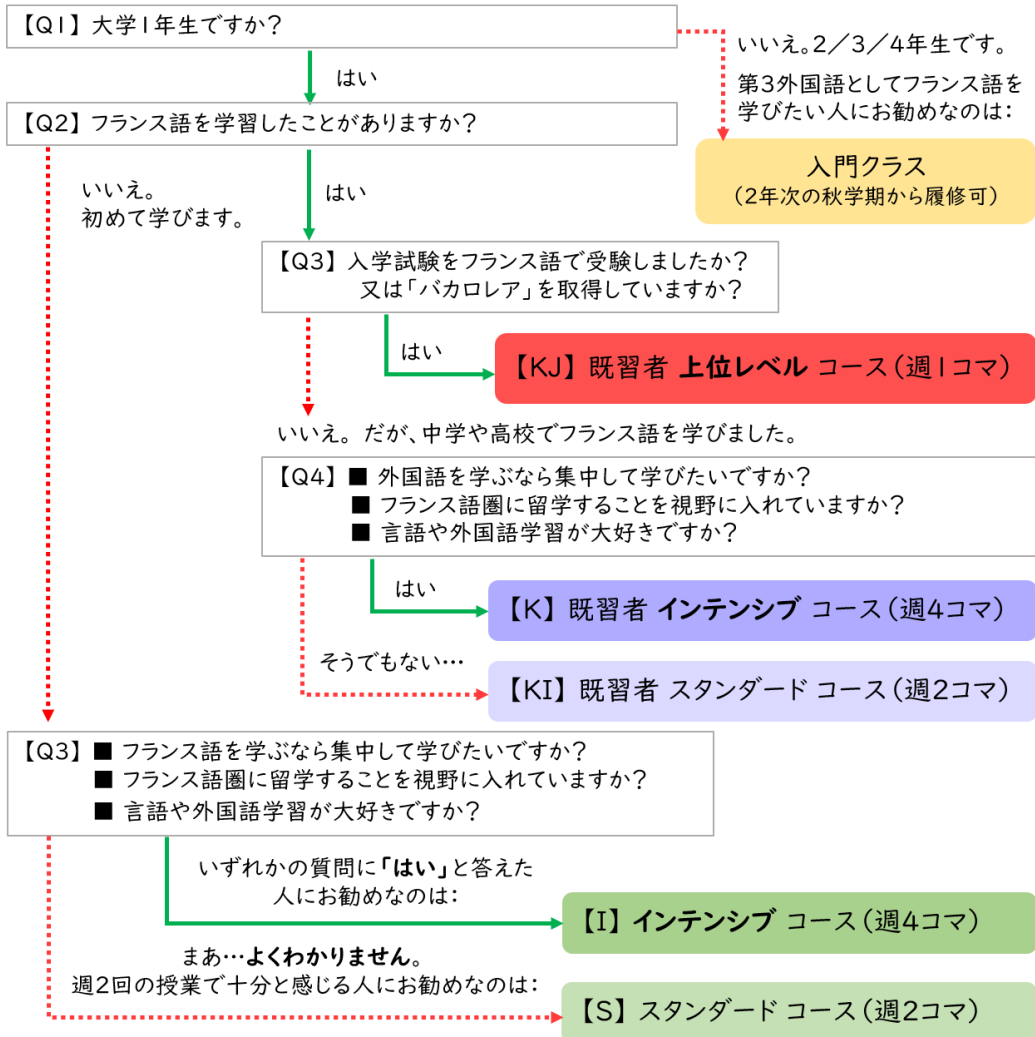 【Q1】大学1年生ですか？
いいえ。2／3／4年生です。
はい
第3外国語としてフランス語を
学びたい人にお勧めなのは：
【Q2】フランス語を学習したことがありますか？
入門クラス
（2年次の秋学期から履修可）
いいえ。
初めて学びます。
はい
【Q3】入学試験をフランス語で受験しましたか？
又は「バカロレア」を取得していますか？
はい
【KJ】既習者 上位レベル コース（週1コマ）
いいえ。だが、中学や高校でフランス語を学びました。
【Q4】■ 外国語を学ぶなら集中して学びたいですか？
■ フランス語圏に留学することを視野に入れていますか？
■ 言語や外国語学習が大好きですか？
はい
【K】既習者 インテンシブ コース（週4コマ）
そうでもない…
【KI】既習者 スタンダード コース（週2コマ）
【Q3】■ フランス語を学ぶなら集中して学びたいですか？
■ フランス語圏に留学することを視野に入れていますか？
■ 言語や外国語学習が大好きですか？
いずれかの質問に「はい」と答えた
人にお勧めなのは：
【I】インテンシブ コース（週4コマ）
まあ…よくわかりません。
週2回の授業で十分と感じる人にお勧めなのは：
【S】スタンダード コース（週2コマ）